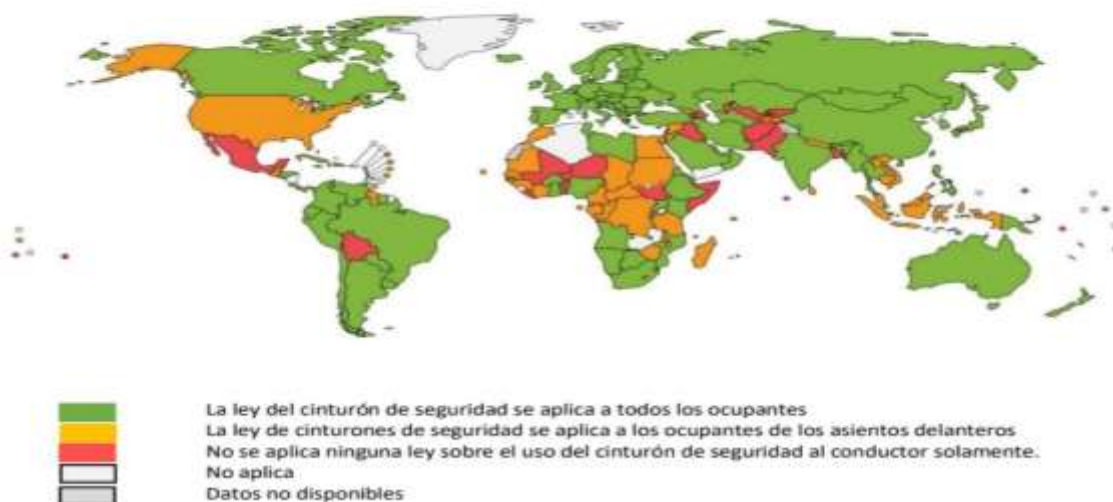 La ley del cinturón de seguridad se aplica a todos los ocupantes
La ley de cinturones de seguridad se aplica a los ocupantes de los asientos delanteros
No se aplica ninguna ley sobre el uso del cinturón de seguridad al conductor solamente.
No aplica
Datos no disponibles